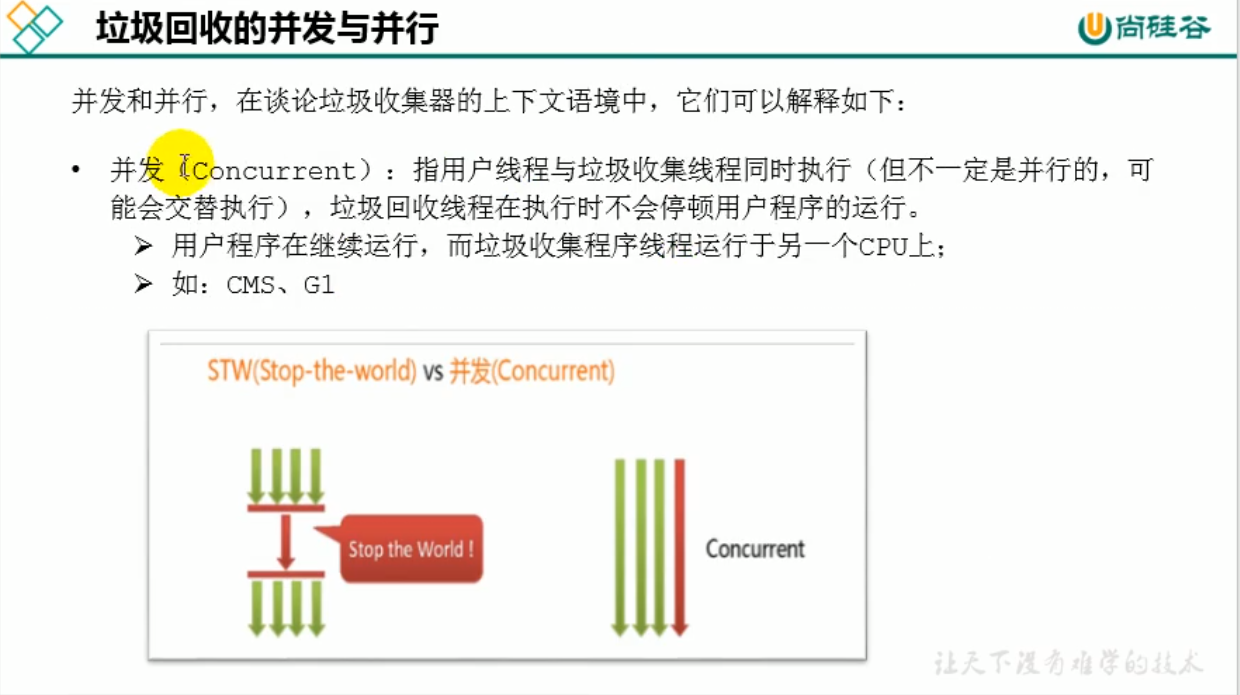 垃圾回收的并发与并行
尚硅谷
并发和并行，在谈论垃圾收集器的上下文语境中，它们可以解释如下：
• 并发（Concurrent）：指用户线程与垃圾收集线程同时执行（但不一定是并行的，可
能会交替执行），垃圾回收线程在执行时不会停顿用户程序的运行。
➢ 用户程序在继续运行，而垃圾收集程序线程运行于另一个CPU上；
➢ 如：CMS、G1
STW(Stop-the-world) vs 并发(Concurrent)
Stop the World！
Concurrent
让天下没有难学的技术